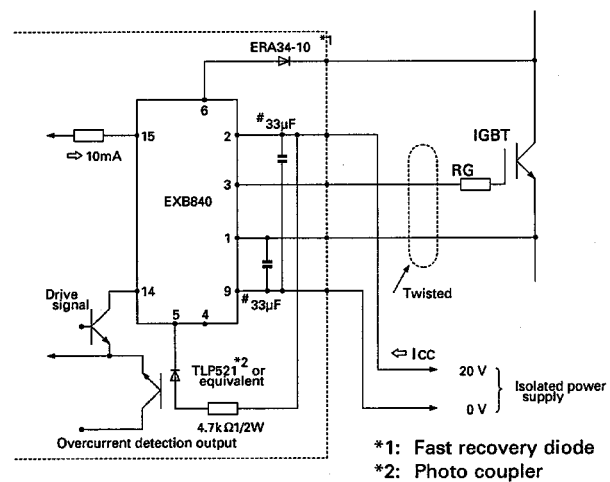 ERA34-10 *1
6
# 33µF
15
2
IGBT
⇨ 10mA
RG
3
EXB840
1
14
9
Drive
signal
# 33µF
Twisted
5 4
⇦ Icc
TLP521*2 or
equivalent
20 V
Isolated power
supply
0 V
4.7k Ω1/2W
Overcurrent detection output
*1: Fast recovery diode
*2: Photo coupler